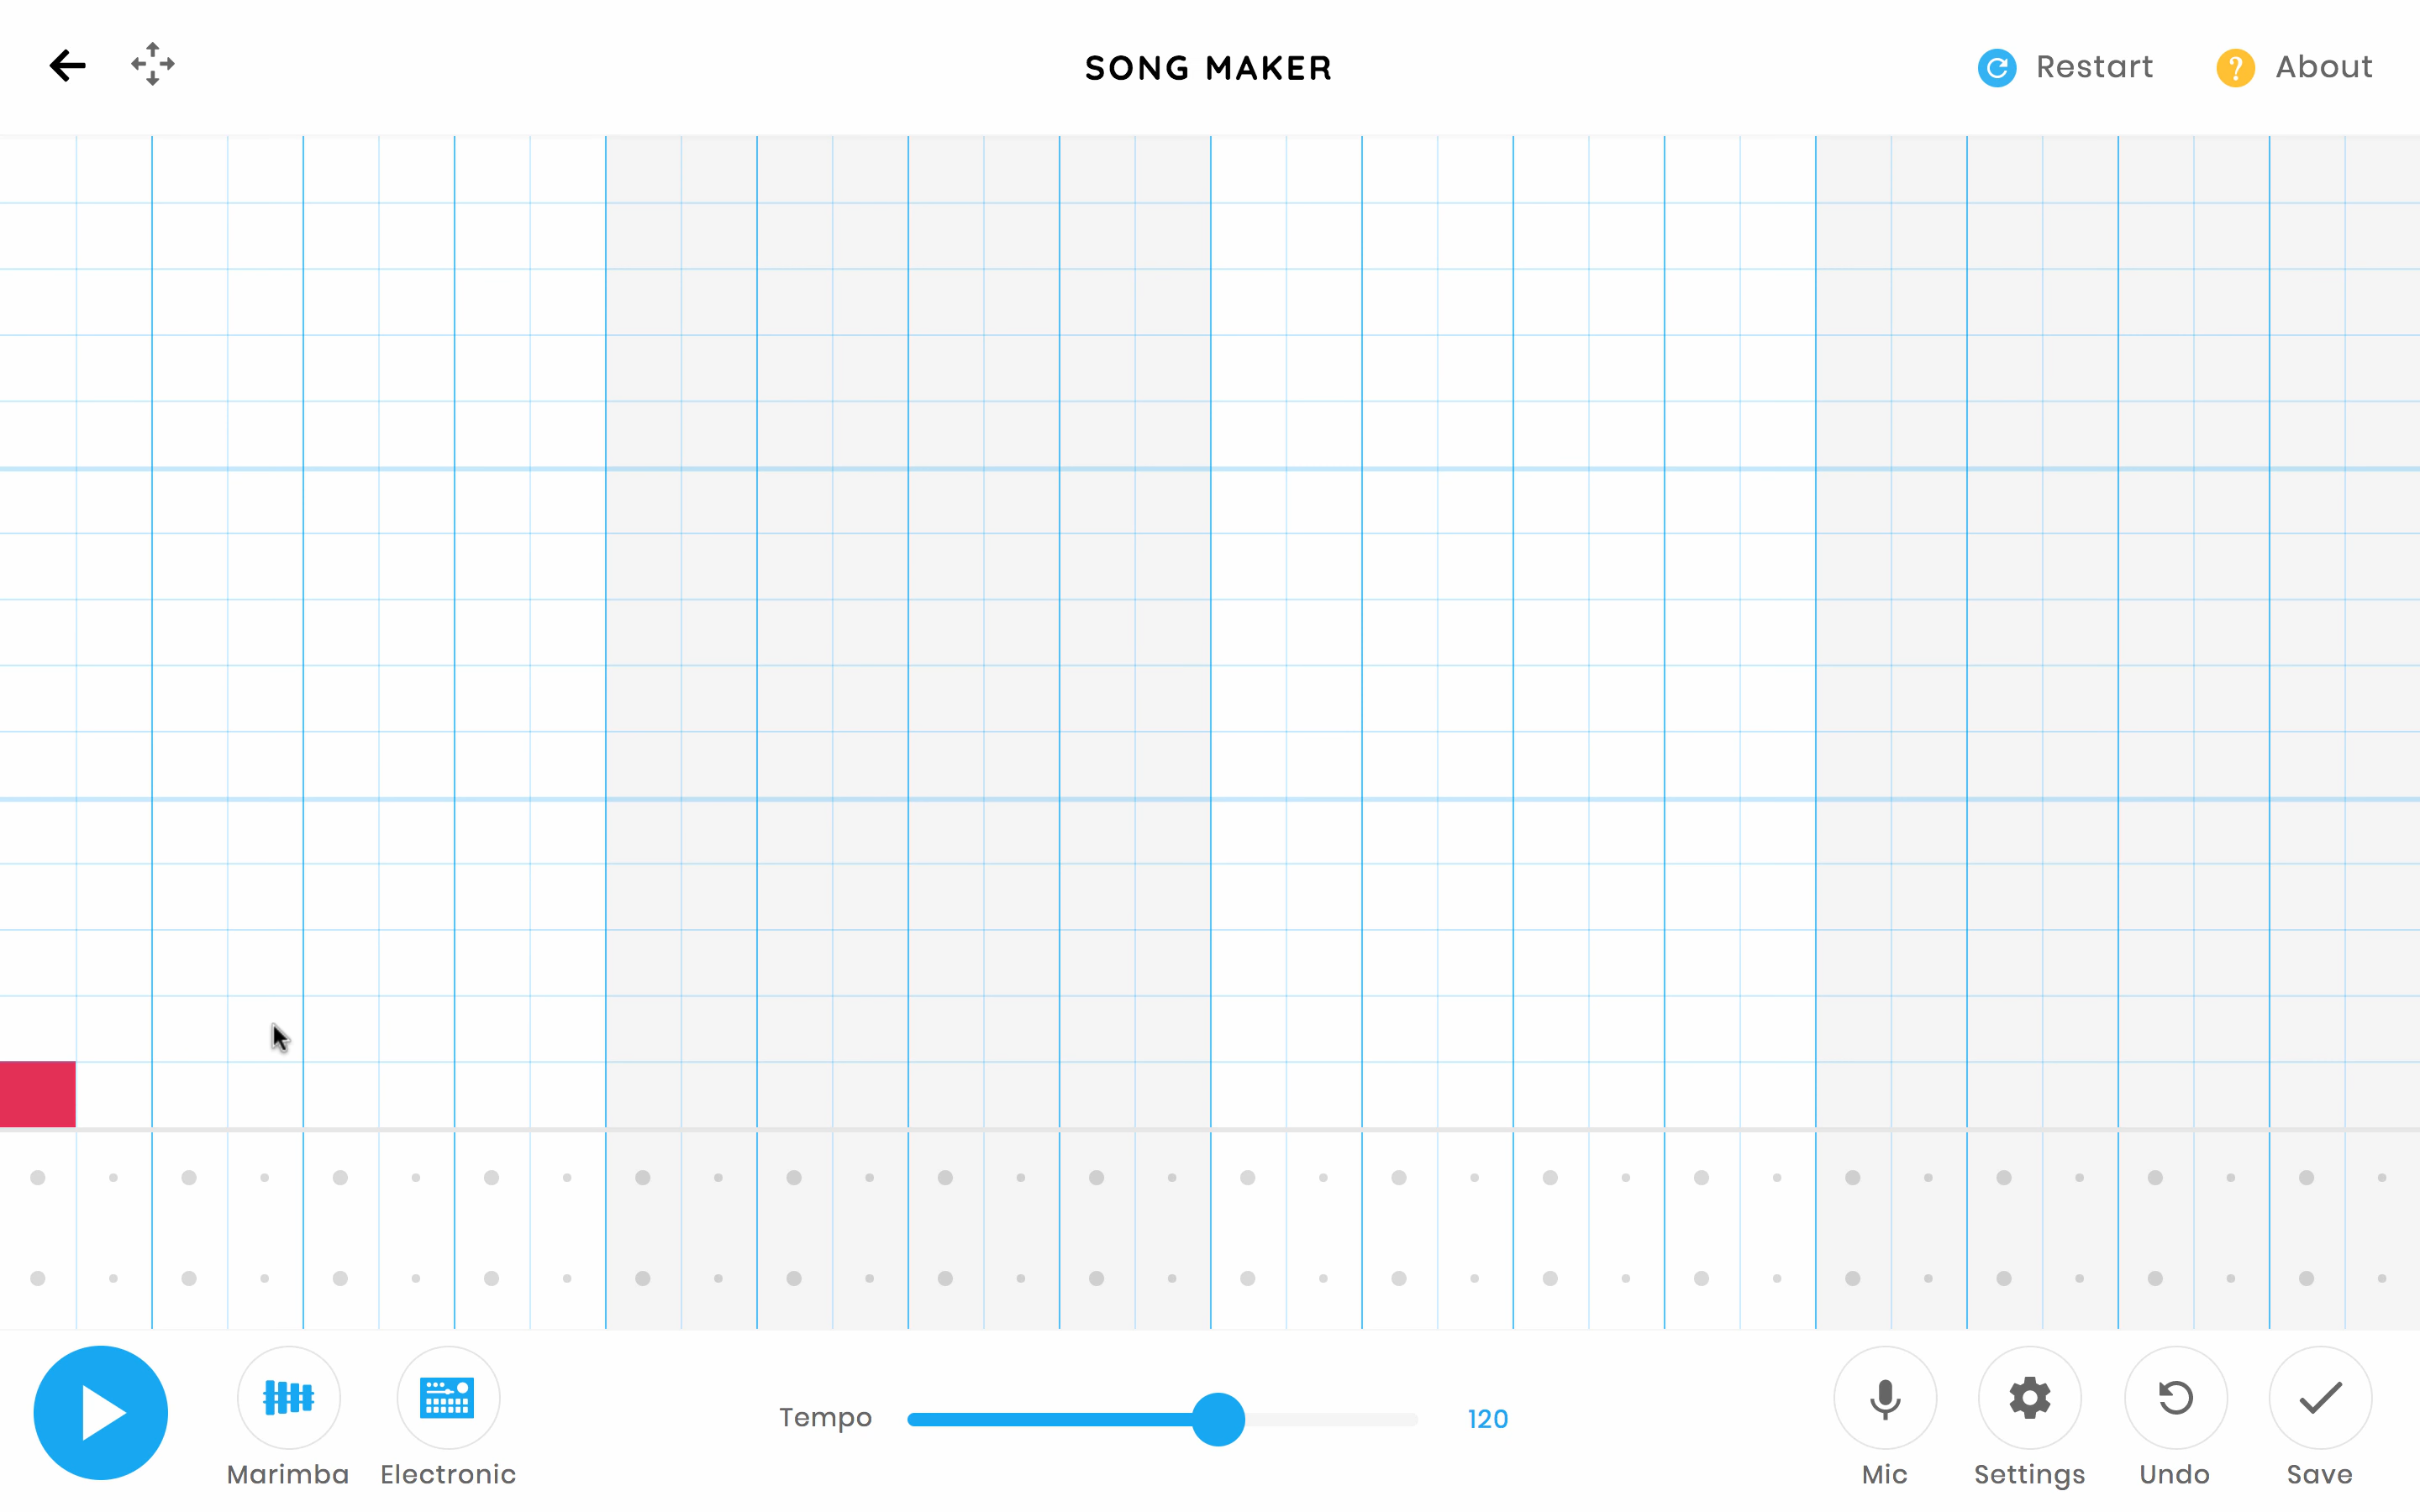 SONG MAKER
Restart
About
Tempo
120
Marimba
Electronic
Mic
Settings
Undo
Save